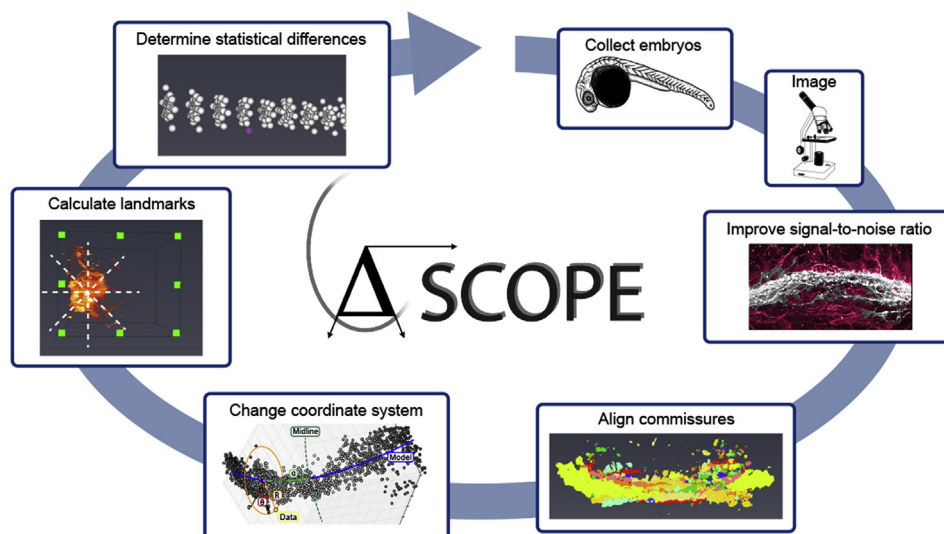 Determine statistical differences
Collect embryos
Image
Calculate landmarks
Improve signal-to-noise ratio
Δ SCOPE
Change coordinate system
Midline
Model
α
R
θ
Data
Align commissures